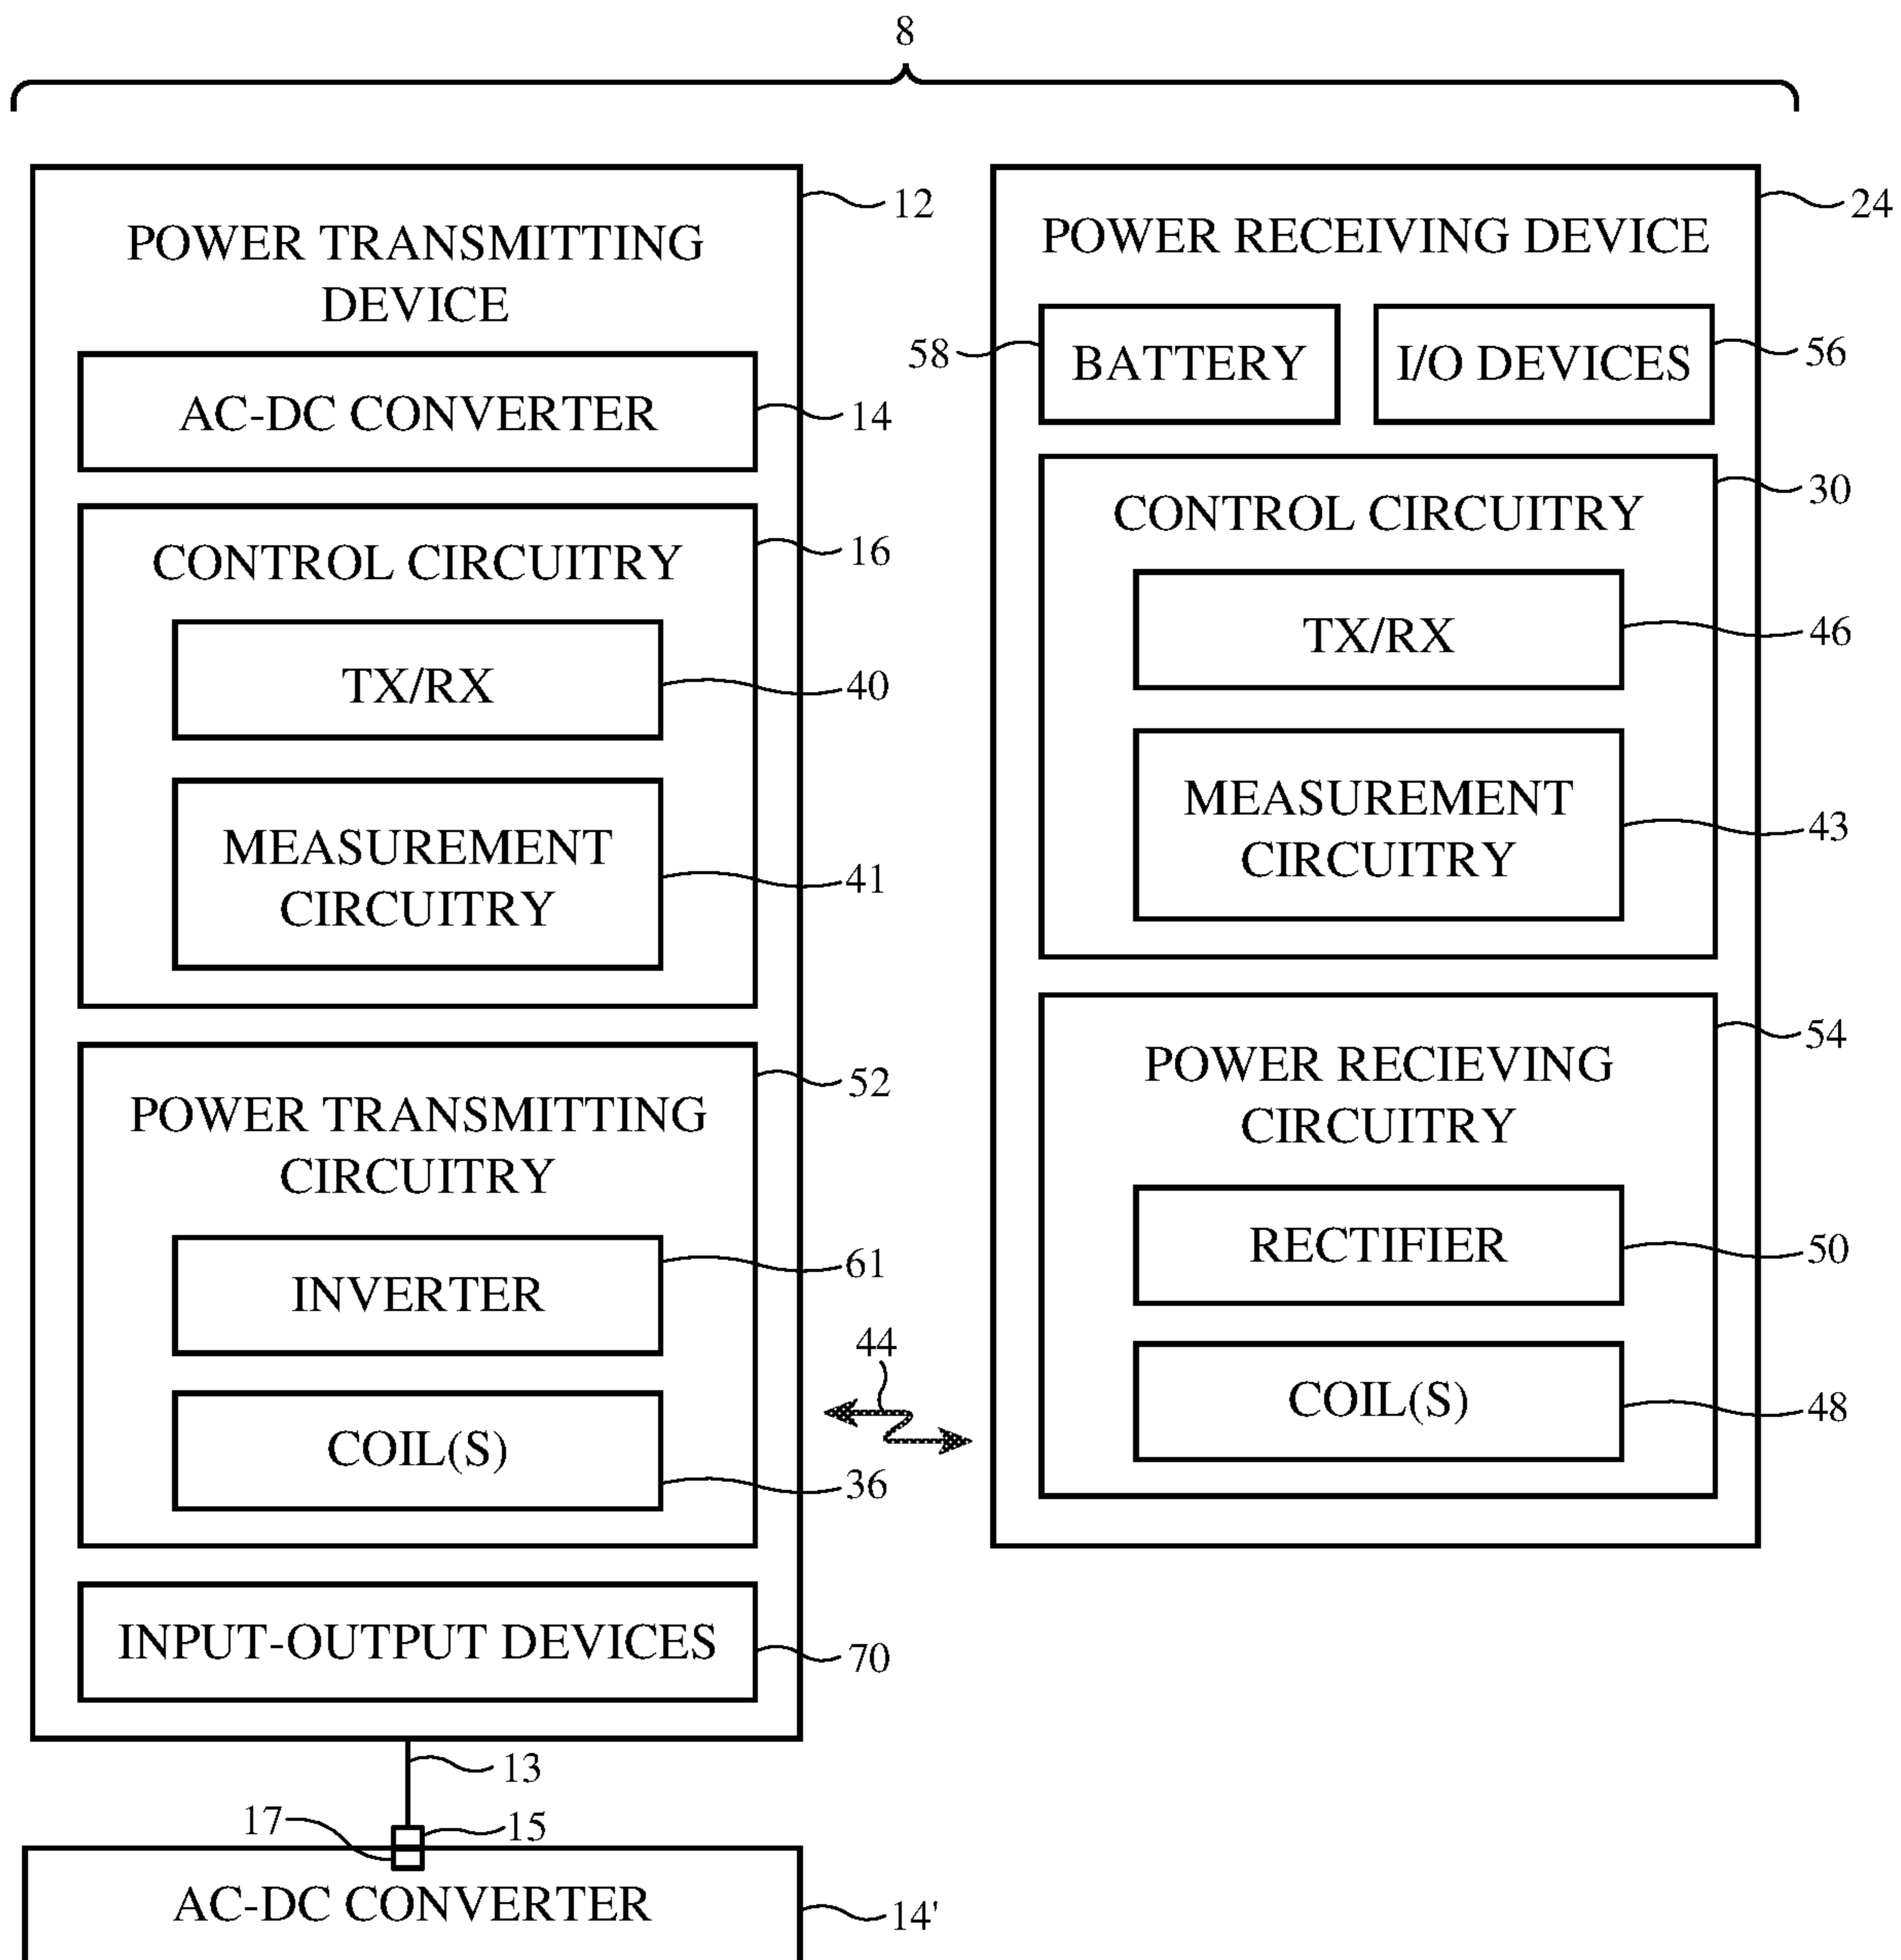 8
12
POWER TRANSMITTING
DEVICE
AC-DC CONVERTER
14
CONTROL CIRCUITRY
16
TX/RX
40
MEASUREMENT
CIRCUITRY
41
POWER TRANSMITTING
CIRCUITRY
52
INVERTER
61
COIL(S)
36
44
INPUT-OUTPUT DEVICES
70
13
17
15
AC-DC CONVERTER
14'
24
POWER RECEIVING DEVICE
58
BATTERY
I/O DEVICES
56
CONTROL CIRCUITRY
30
TX/RX
46
MEASUREMENT
CIRCUITRY
43
POWER RECIEVING
CIRCUITRY
54
RECTIFIER
50
COIL(S)
48